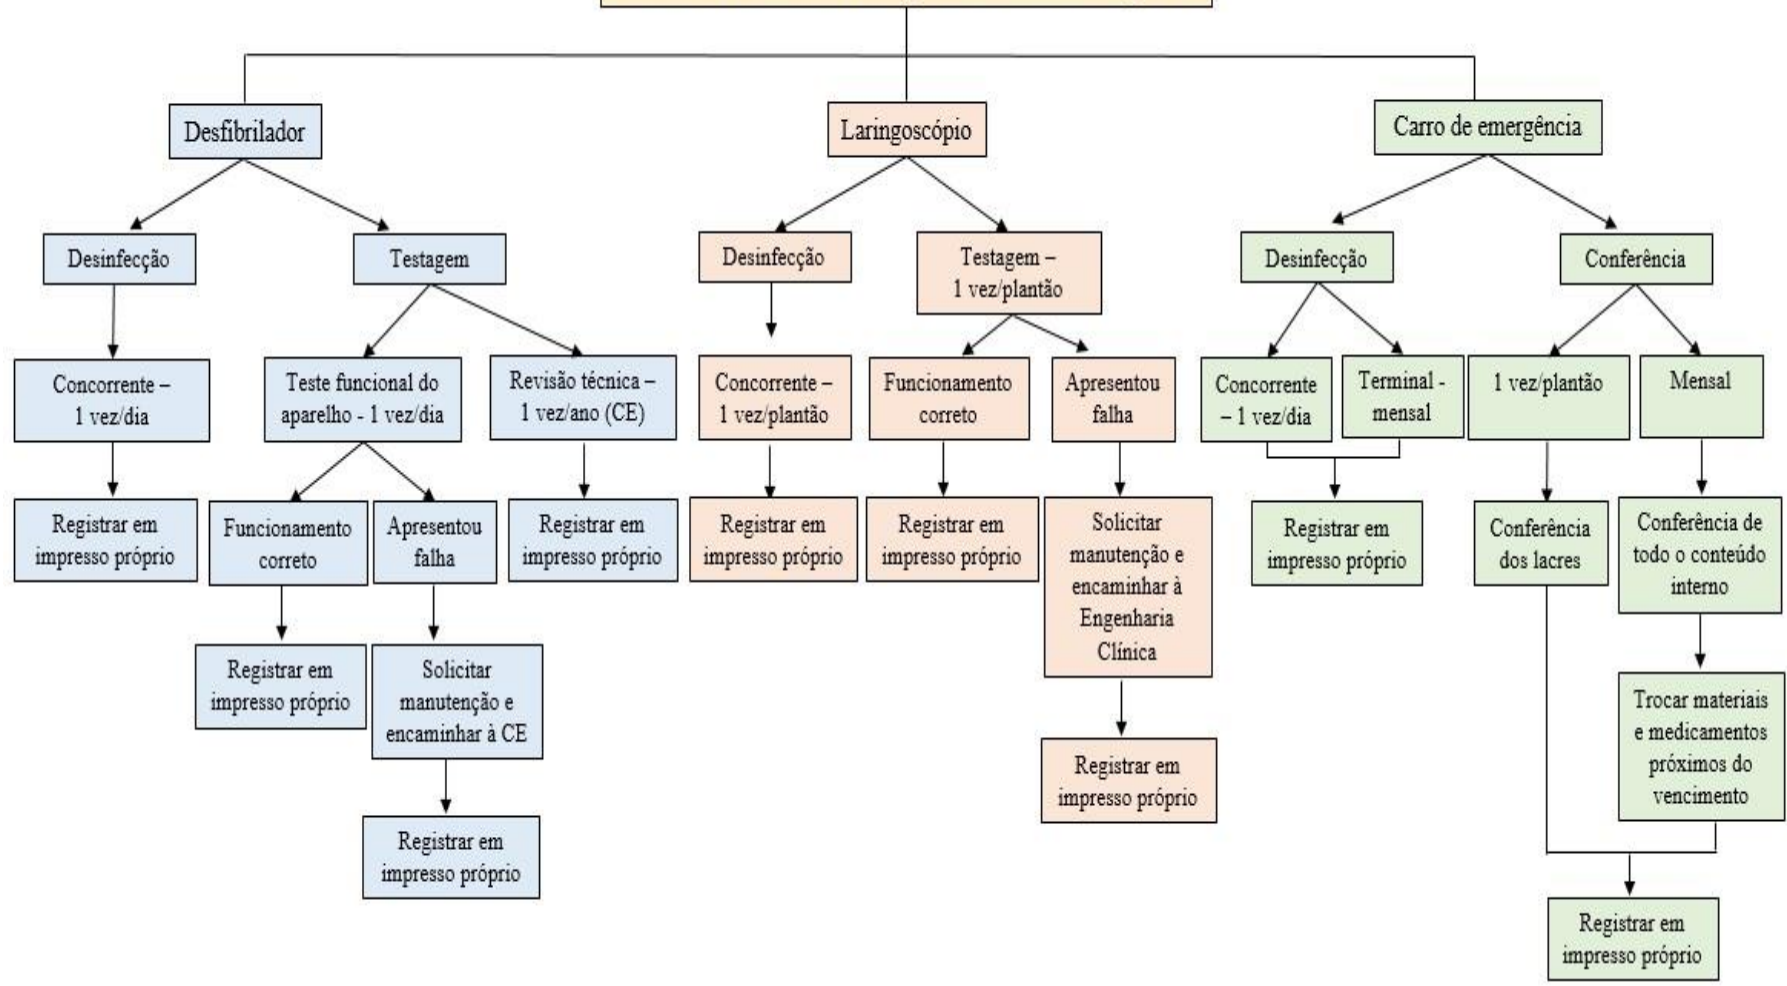 Desfibrilador
Laringoscópio
Carro de emergência
Desinfecção
Testagem
Desinfecção
Testagem –
1 vez/plantão
Desinfecção
Conferência
Concorrente –
1 vez/dia
Teste funcional do
aparelho - 1 vez/dia
Revisão técnica –
1 vez/ano (CE)
Concorrente –
1 vez/plantão
Funcionamento
correto
Apresentou
falha
Concorrente
– 1 vez/dia
Terminal -
mensal
1 vez/plantão
Mensal
Registrar em
impresso próprio
Funcionamento
correto
Apresentou
falha
Registrar em
impresso próprio
Registrar em
impresso próprio
Registrar em
impresso próprio
Solicitar
manutenção e
encaminhar à
Engenharia
Clínica
Registrar em
impresso próprio
Conferência
dos lacres
Conferência de
todo o conteúdo
interno
Registrar em
impresso próprio
Solicitar
manutenção e
encaminhar à CE
Registrar em
impresso próprio
Trocar materiais
e medicamentos
próximos do
vencimento
Registrar em
impresso próprio
Registrar em
impresso próprio